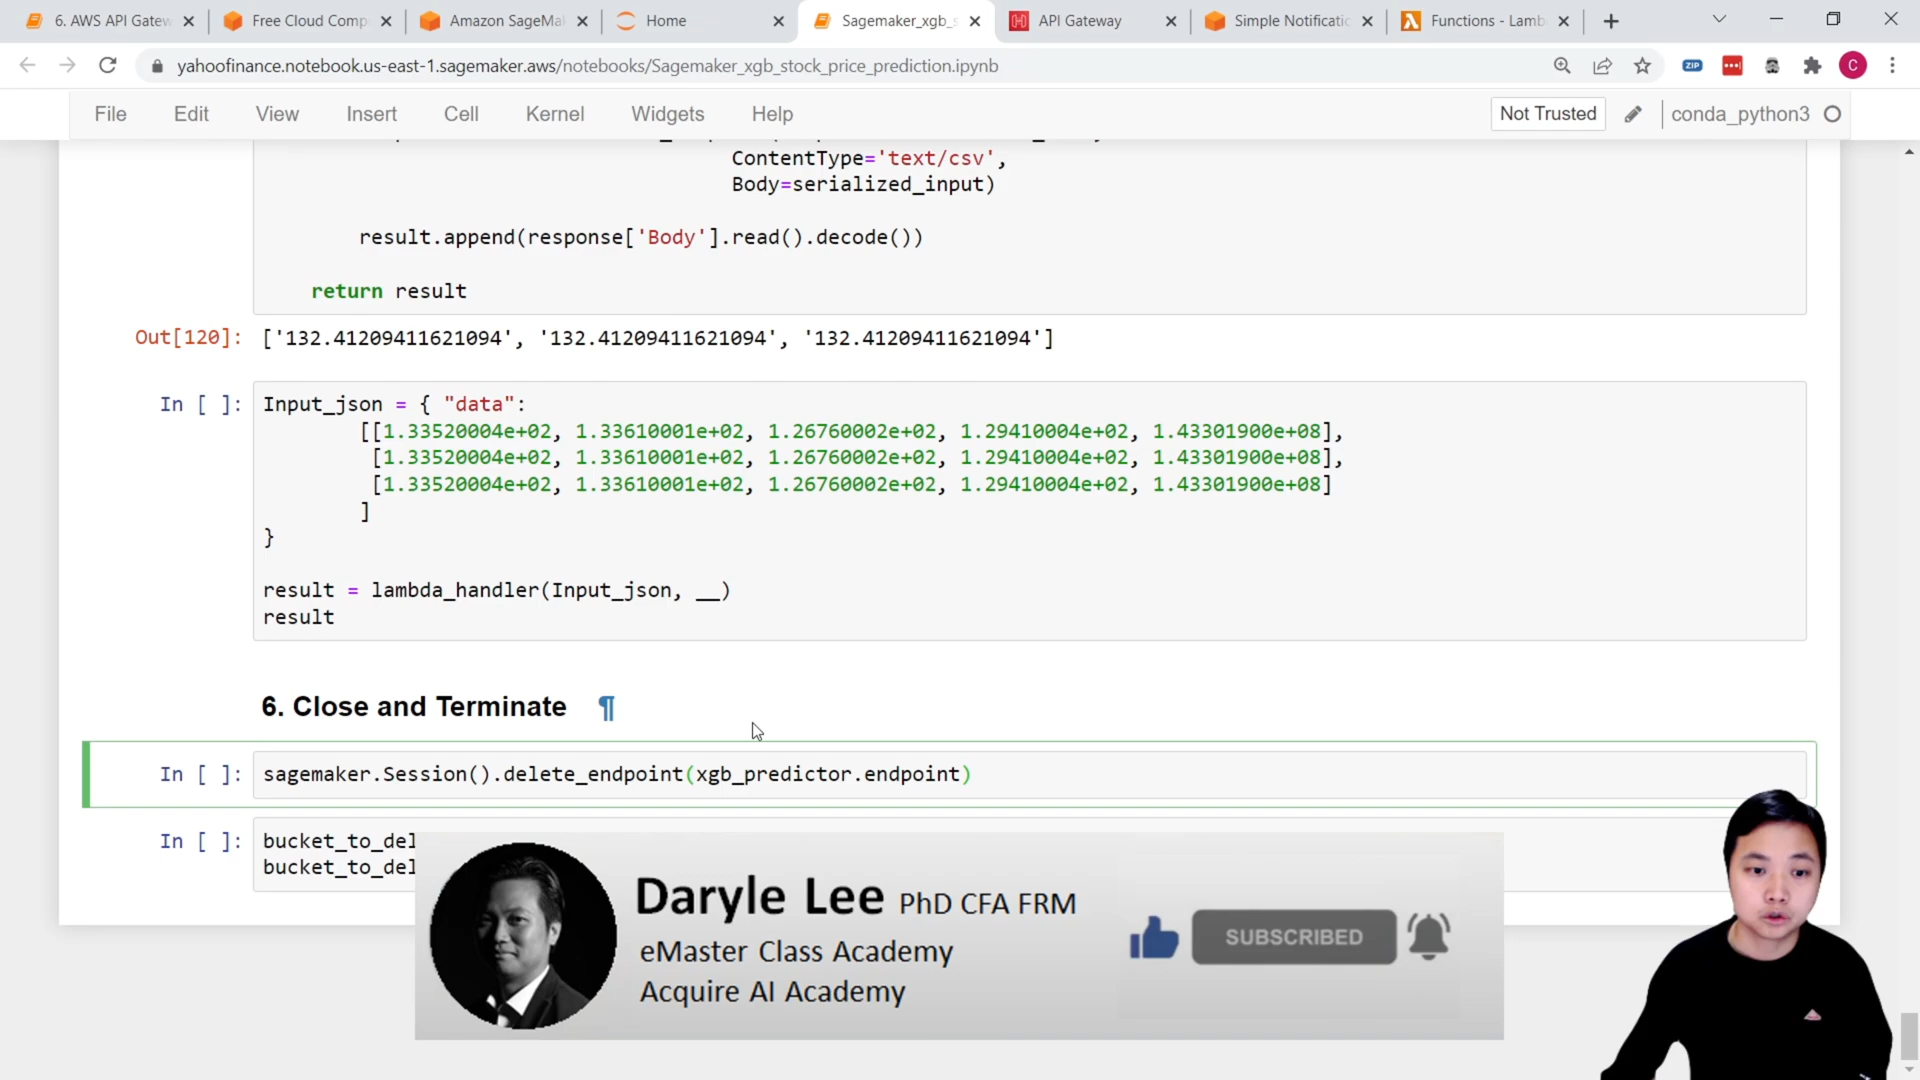 6. AWS API Gatew
Free Cloud Comp
Amazon SageMa
Home
Sagemaker_xgb_s
API Gateway
Simple Notificatio
Functions - Lamb
yahoofinance.notebook.us-east-1.sagemaker.aws/notebooks/Sagemaker_xgb_stock_price_prediction.ipynb
ZIP
C
File Edit View Insert Cell Kernel Widgets Help
Not Trusted
conda_python3
ContentType='text/csv',
Body=serialized_input)
result.append(response['Body'].read().decode())
return result
Out[120]: ['132.41209411621094', '132.41209411621094', '132.41209411621094']
In [ ]: Input_json = { "data":
[[1.33520004e+02, 1.33610001e+02, 1.26760002e+02, 1.29410004e+02, 1.43301900e+08],
[1.33520004e+02, 1.33610001e+02, 1.26760002e+02, 1.29410004e+02, 1.43301900e+08],
[1.33520004e+02, 1.33610001e+02, 1.26760002e+02, 1.29410004e+02, 1.43301900e+08]
]
}
result = lambda_handler(Input_json, __)
result
6. Close and Terminate ¶
In [ ]: sagemaker.Session().delete_endpoint(xgb_predictor.endpoint)
In [ ]: bucket_to_del
bucket_to_del
Daryle Lee PhD CFA FRM
eMaster Class Academy
Acquire AI Academy
SUBSCRIBED